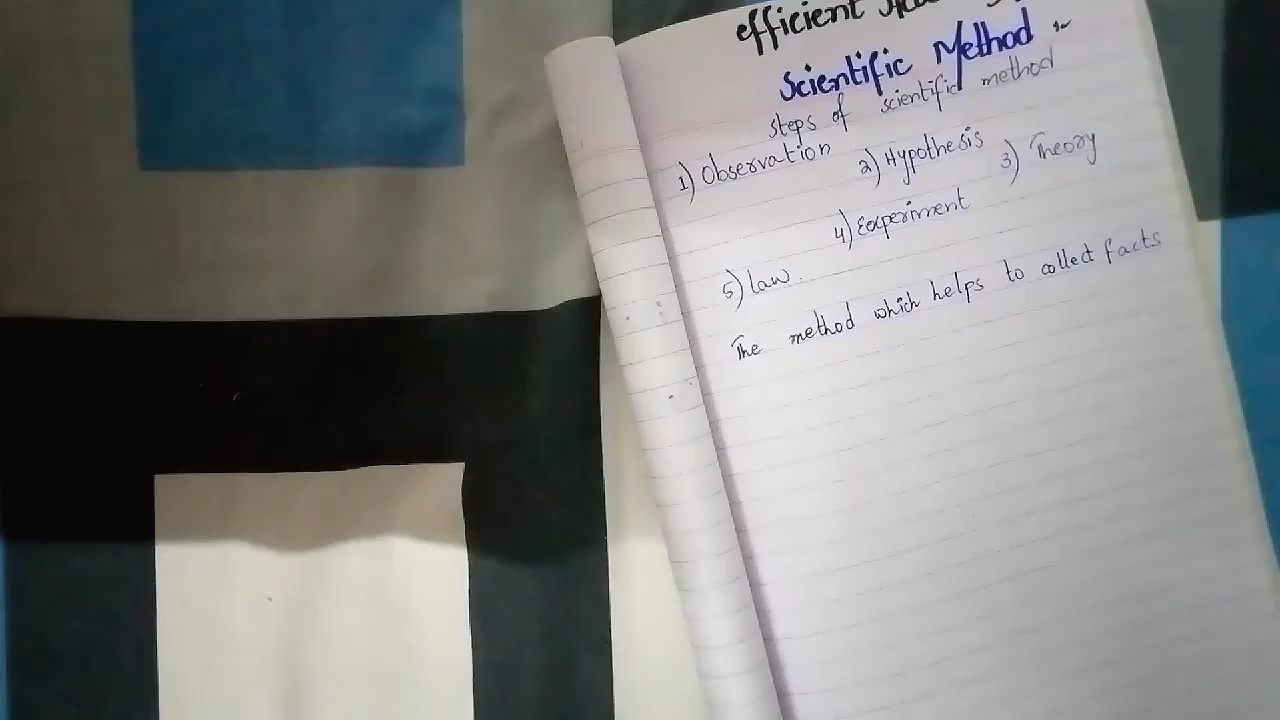 efficient
Scientific Method :-
steps of scientific method
1) Observation 2) Hypothesis 3) Theory
4) Experiment
5) law.
The method which helps to collect facts